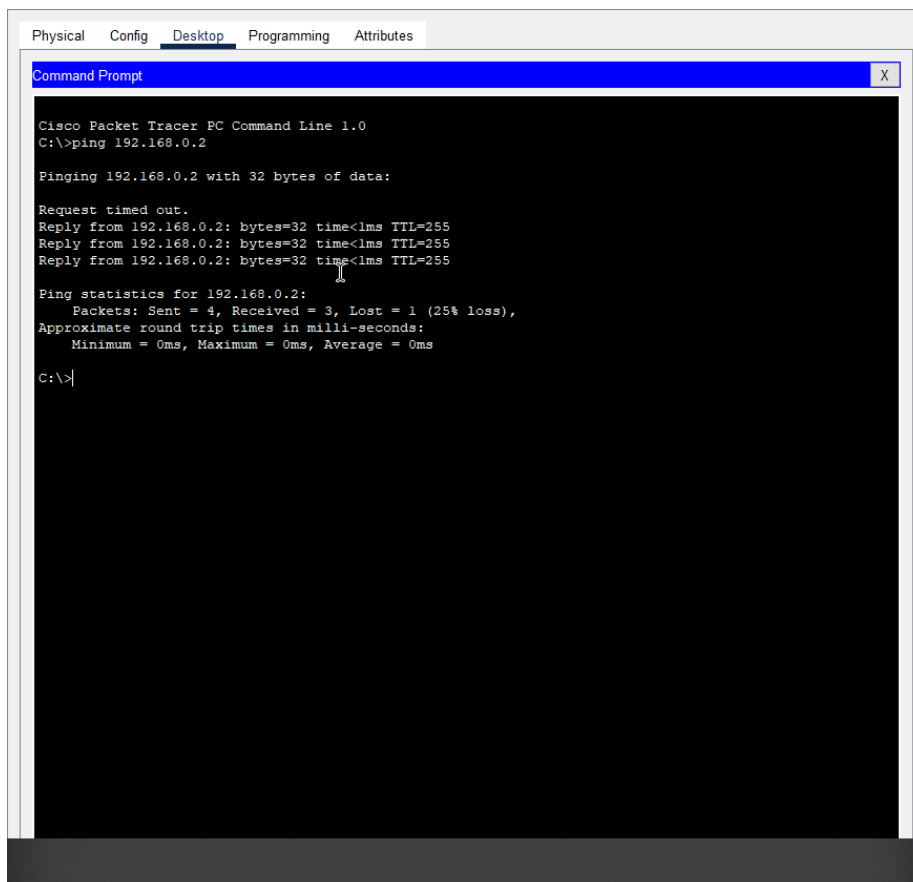 Physical Config Desktop Programming Attributes
Command Prompt X
Cisco Packet Tracer PC Command Line 1.0
C:\>ping 192.168.0.2
Pinging 192.168.0.2 with 32 bytes of data:
Request timed out.
Reply from 192.168.0.2: bytes=32 time<1ms TTL=255
Reply from 192.168.0.2: bytes=32 time<1ms TTL=255
Reply from 192.168.0.2: bytes=32 time<1ms TTL=255
Ping statistics for 192.168.0.2:
Packets: Sent = 4, Received = 3, Lost = 1 (25% loss),
Approximate round trip times in milli-seconds:
Minimum = 0ms, Maximum = 0ms, Average = 0ms
C:\>